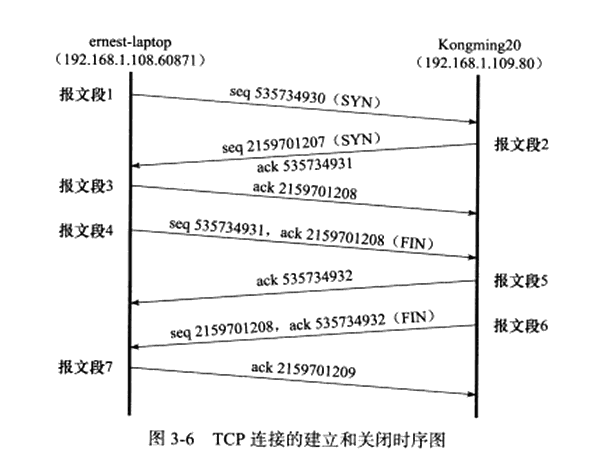 ernest-laptop
Kongming20
（192.168.1.108.60871）
（192.168.1.109.80）
报文段1
seq 535734930（SYN）
seq 2159701207（SYN）
报文段2
ack 535734931
报文段3
ack 2159701208
报文段4
seq 535734931，ack 2159701208（FIN）
ack 535734932
报文段5
seq 2159701208，ack 535734932（FIN）
报文段6
报文段7
ack 2159701209
图 3-6 TCP 连接的建立和关闭时序图